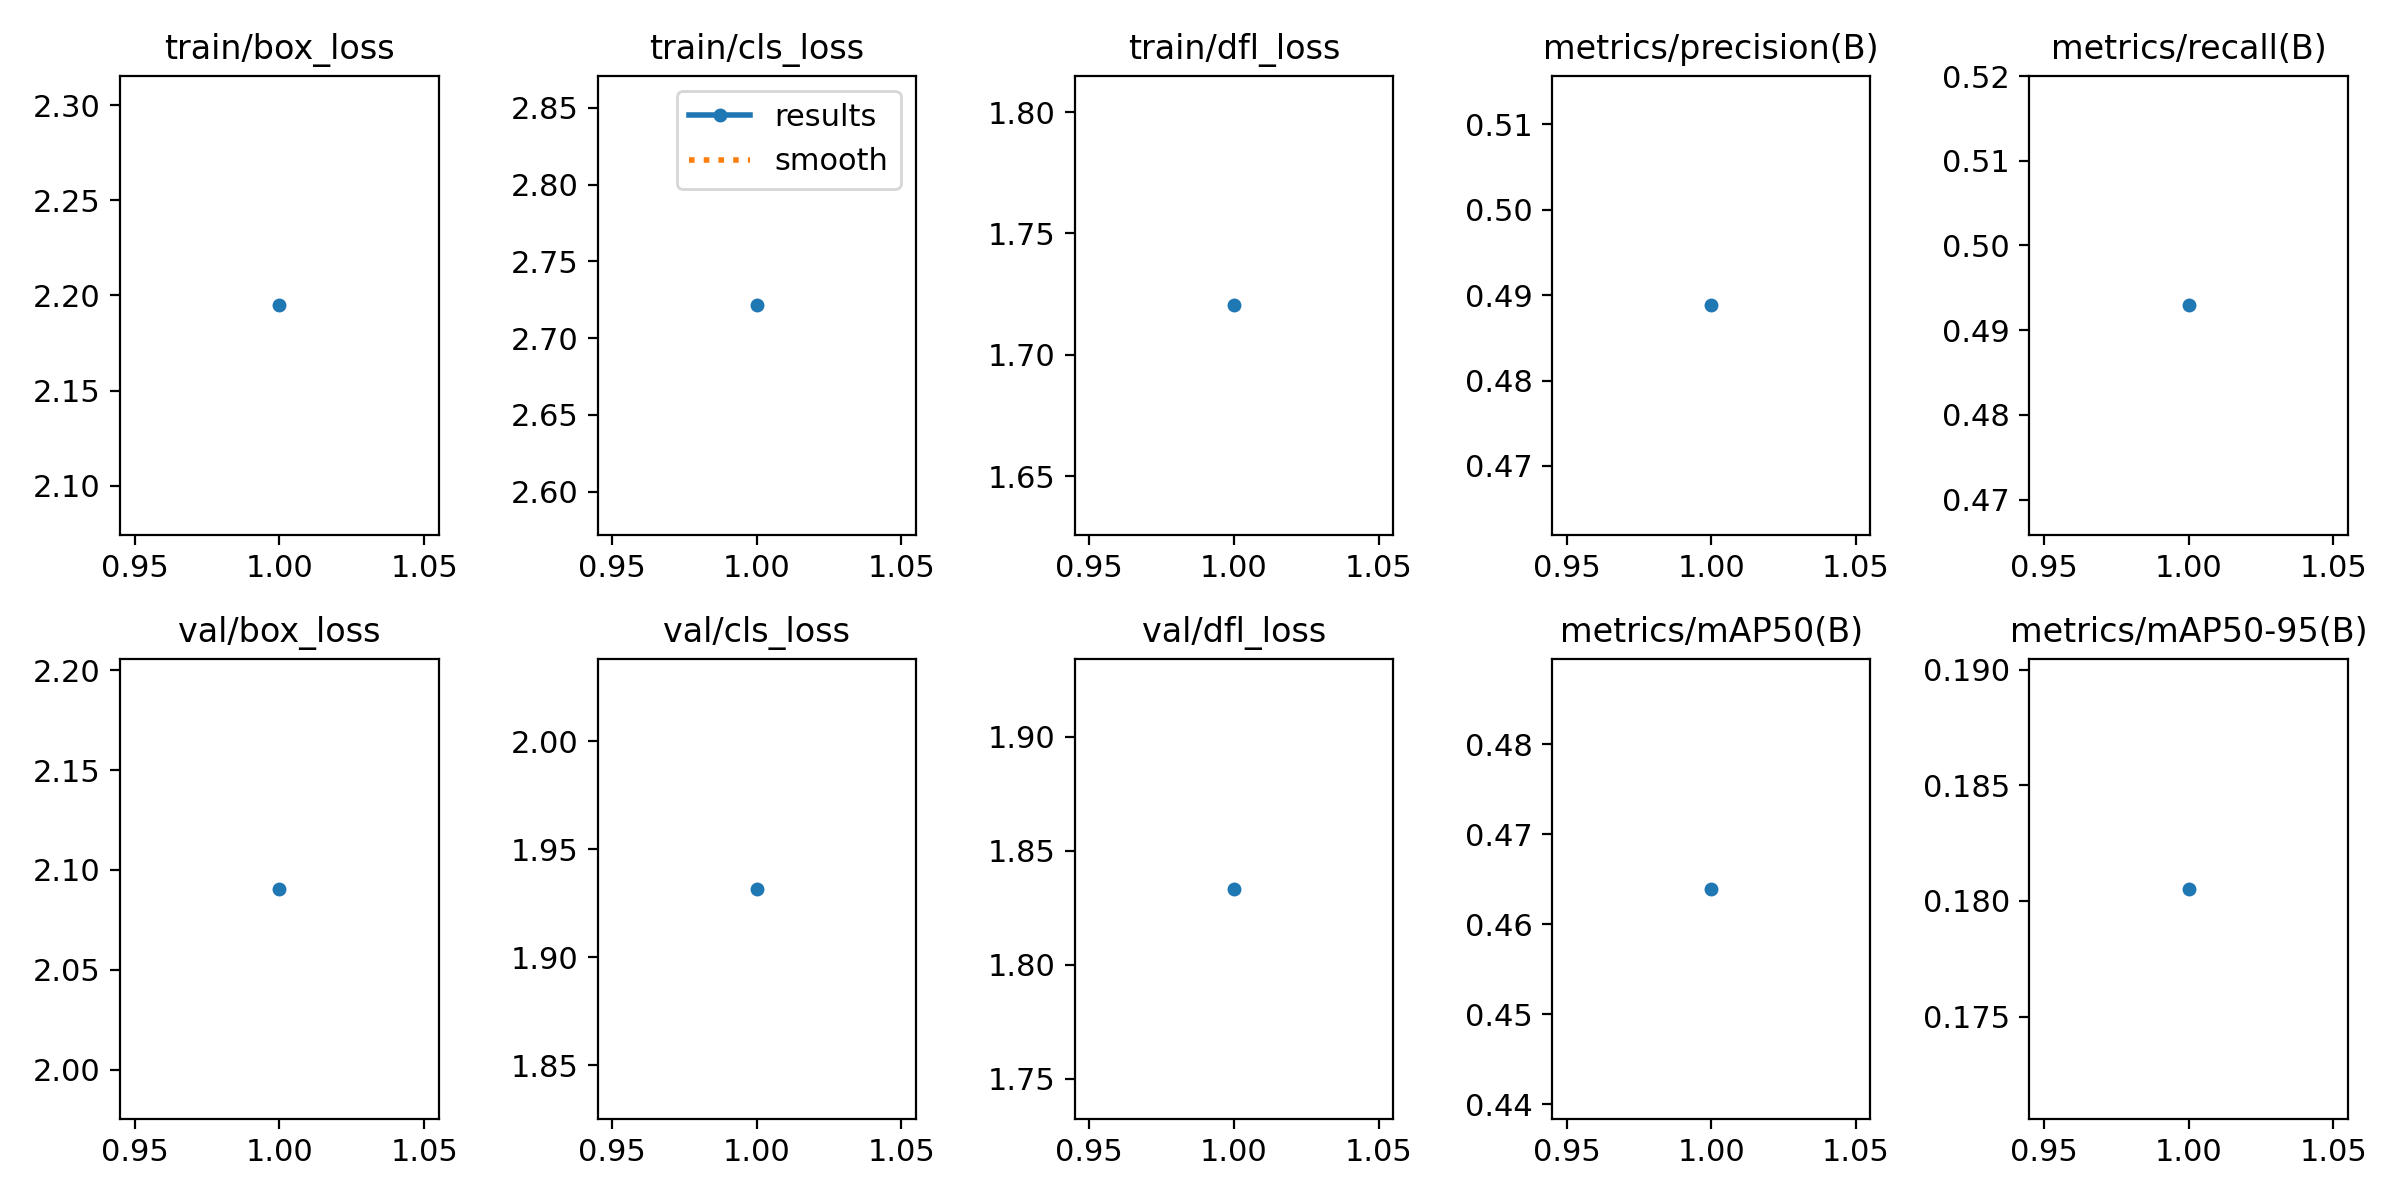 train/box_loss
2.30
2.25
2.20
2.15
2.10
0.95 1.00 1.05
train/cls_loss
results
smooth
2.85
2.80
2.75
2.70
2.65
2.60
0.95 1.00 1.05
train/dfl_loss
1.80
1.75
1.70
1.65
0.95 1.00 1.05
metrics/precision(B)
0.51
0.50
0.49
0.48
0.47
0.95 1.00 1.05
metrics/recall(B)
0.52
0.51
0.50
0.49
0.48
0.47
0.95 1.00 1.05
val/box_loss
2.20
2.15
2.10
2.05
2.00
0.95 1.00 1.05
val/cls_loss
2.00
1.95
1.90
1.85
0.95 1.00 1.05
val/dfl_loss
1.90
1.85
1.80
1.75
0.95 1.00 1.05
metrics/mAP50(B)
0.48
0.47
0.46
0.45
0.44
0.95 1.00 1.05
metrics/mAP50-95(B)
0.190
0.185
0.180
0.175
0.95 1.00 1.05